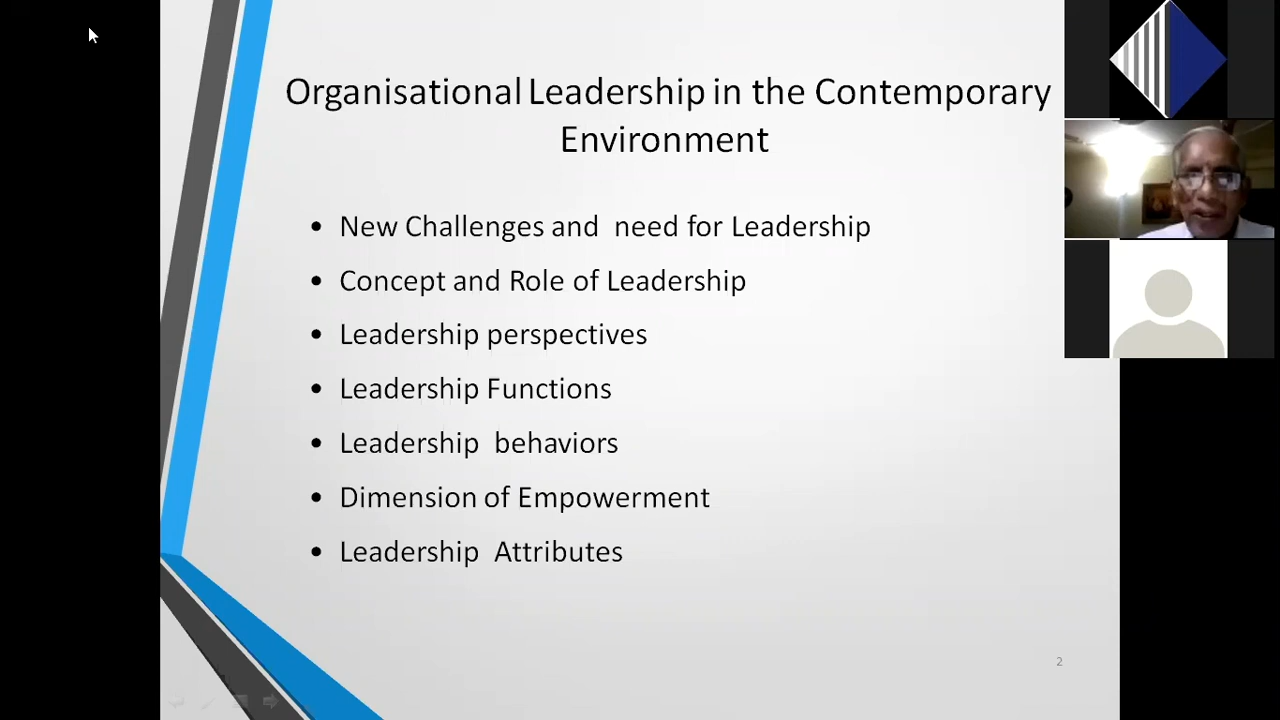 Organisational Leadership in the Contemporary
Environment
• New Challenges and  need for Leadership
• Concept and Role of Leadership
• Leadership perspectives
• Leadership Functions
• Leadership  behaviors
• Dimension of Empowerment
• Leadership  Attributes
2